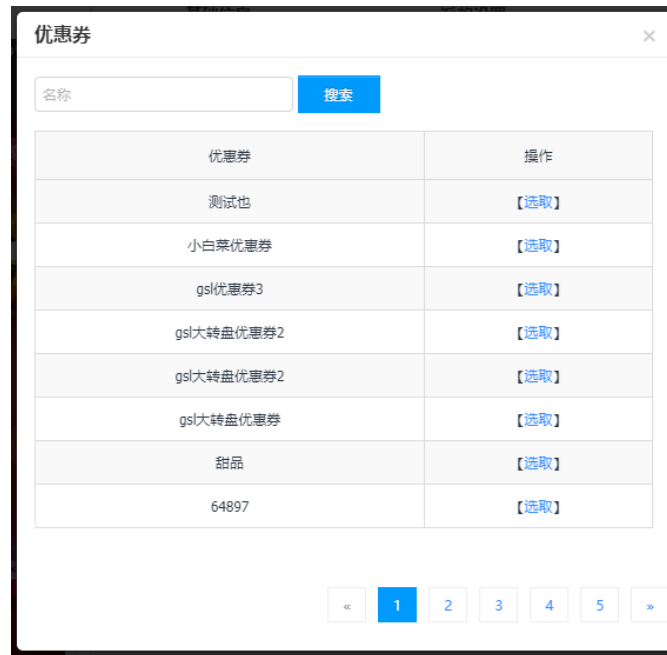 优惠券
×
名称
搜索
优惠券 操作
测试也 【选取】
小白菜优惠券 【选取】
gsl优惠券3 【选取】
gsl大转盘优惠券2 【选取】
gsl大转盘优惠券2 【选取】
gsl大转盘优惠券 【选取】
甜品 【选取】
64897 【选取】
« 1 2 3 4 5 »